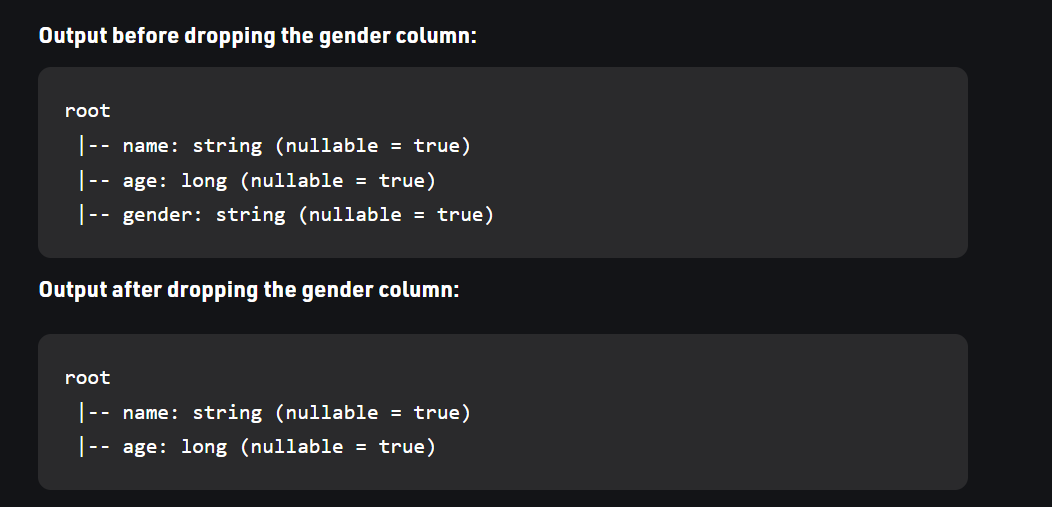 Output before dropping the gender column:
root
 |-- name: string (nullable = true)
 |-- age: long (nullable = true)
 |-- gender: string (nullable = true)
Output after dropping the gender column:
root
 |-- name: string (nullable = true)
 |-- age: long (nullable = true)